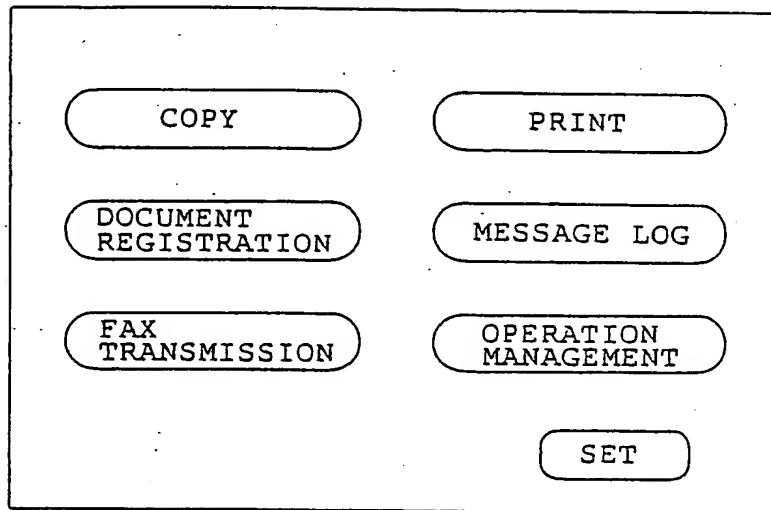 COPY
PRINT
DOCUMENT
REGISTRATION
MESSAGE LOG
FAX
TRANSMISSION
OPERATION
MANAGEMENT
SET